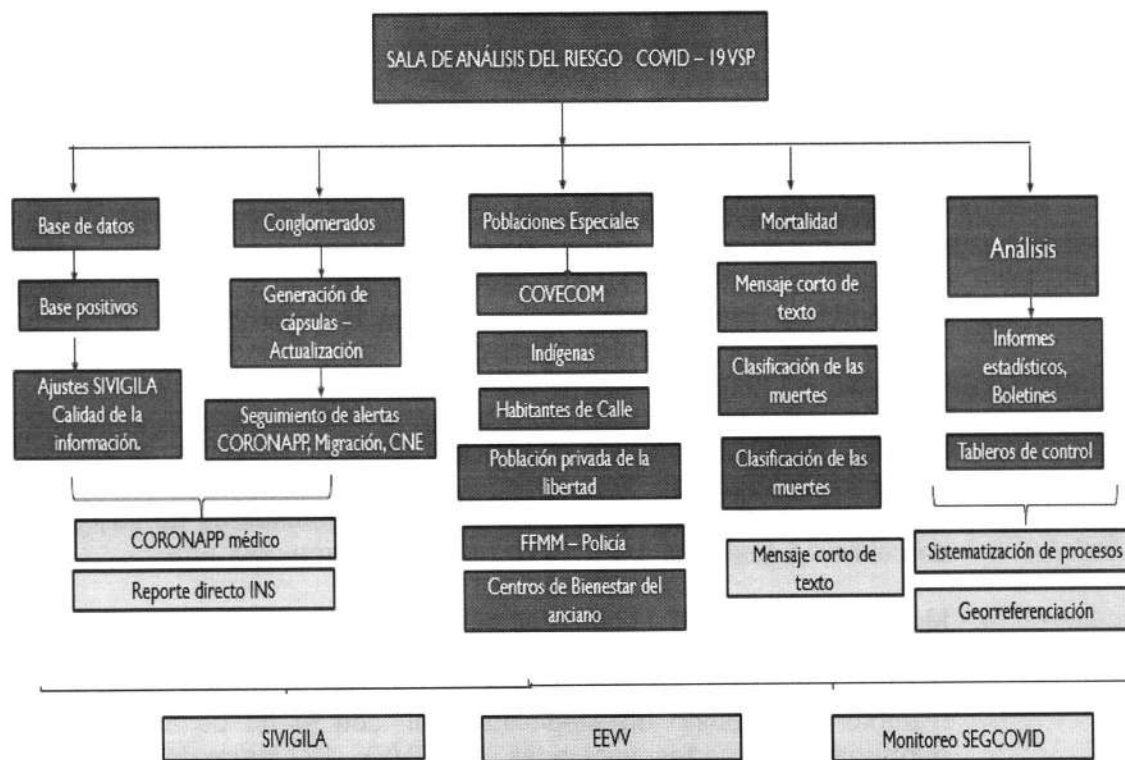 SALA DE ANÁLISIS DEL RIESGO COVID – 19 VSP
Base de datos
Base positivos
Ajustes SIVIGILA
Calidad de la
información.
Conglomerados
Generación de
cápsulas –
Actualización
Seguimiento de alertas
CORONAPP, Migración, CNE
CORONAPP médico
Reporte directo INS
Poblaciones Especiales
COVECOM
Indígenas
Habitantes de Calle
Población privada de la
libertad
FFMM – Policía
Centros de Bienestar del
anciano
Mortalidad
Mensaje corto de
texto
Clasificación de las
muertes
Clasificación de las
muertes
Mensaje corto de
texto
Análisis
Informes
estadísticos,
Boletines
Tableros de control
Sistematización de procesos
Georreferenciación
SIVIGILA
EEVV
Monitoreo SEGCOVID